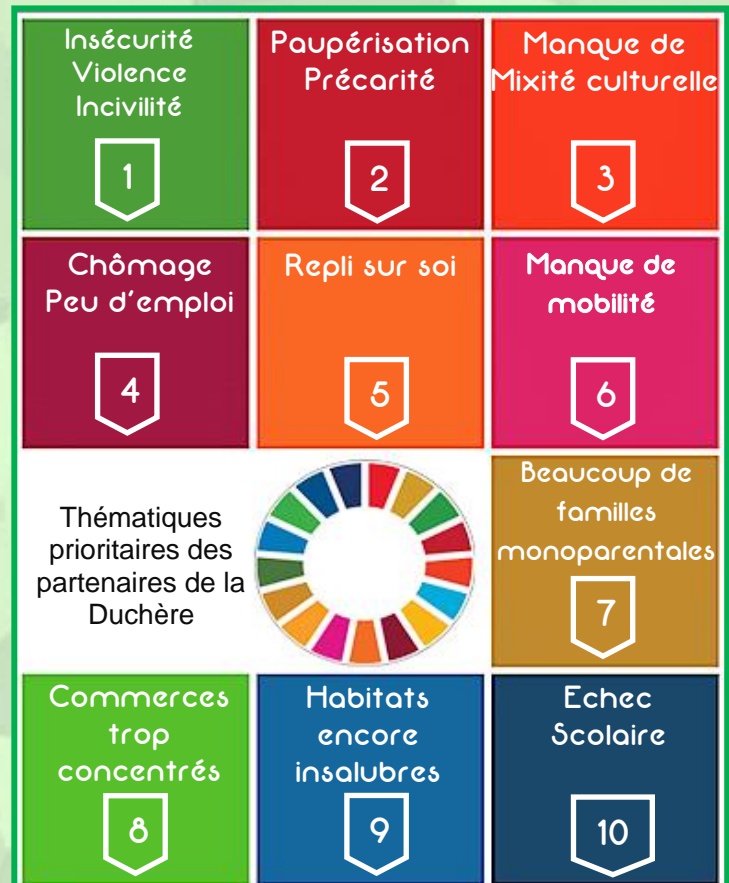 Insécurité
Violence
Incivilité
1
Paupérisation
Précarité
2
Manque de
Mixité culturelle
3
Chômage
Peu d'emploi
4
Repli sur soi
5
Manque de
mobilité
6
Thématiques
prioritaires des
partenaires de la
Duchère
Beaucoup de
familles
monoparentales
7
Commerces
trop
concentrés
8
Habitats
encore
insalubres
9
Echec
Scolaire
10